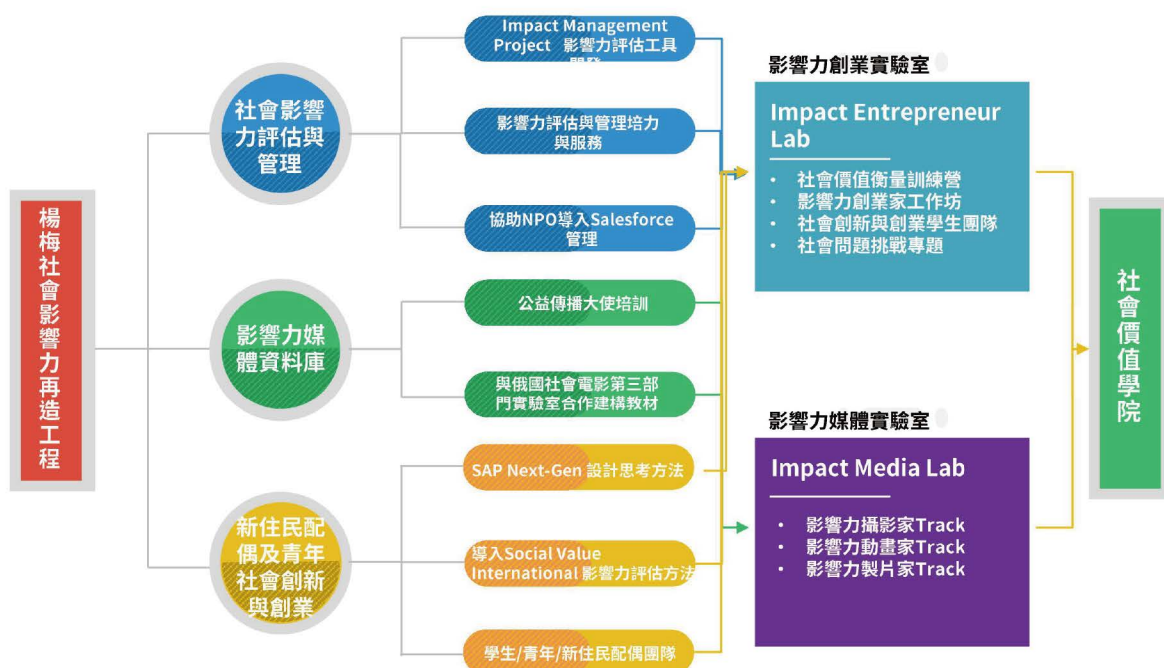 楊梅社會影響力再造工程
社會影響
力評估與
管理
影響力媒
體資料庫
新住民配
偶及青年
社會創新
與創業
Impact Management
Project 影響力評估工具
影響力評估與管理培力
與服務
協助NPO導入Salesforce
管理
公益傳播大使培訓
與俄國社會電影第三部
門實驗室合作建構教材
SAP Next-Gen 設計思考方法
導入Social Value
International 影響力評估方法
學生/青年/新住民配偶團隊
影響力創業實驗室
Impact Entrepreneur
Lab
• 社會價值衡量訓練營
• 影響力創業家工作坊
• 社會創新與創業學生團隊
• 社會問題挑戰專題
影響力媒體實驗室
Impact Media Lab
• 影響力攝影家Track
• 影響力動畫家Track
• 影響力製片家Track
社會價值學院